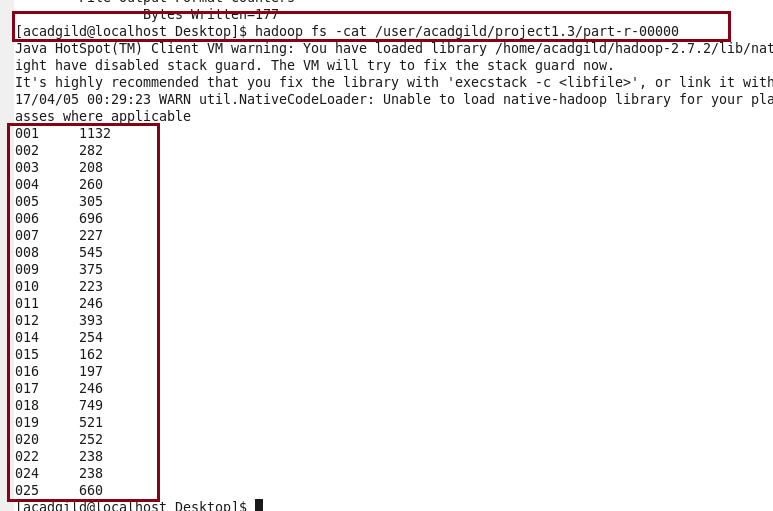 File Output Format Counters
Bytes Written=177
[acadgild@localhost Desktop]$ hadoop fs -cat /user/acadgild/project1.3/part-r-00000
Java HotSpot(TM) Client VM warning: You have loaded library /home/acadgild/hadoop-2.7.2/lib/nat
ight have disabled stack guard. The VM will try to fix the stack guard now.
It's highly recommended that you fix the library with 'execstack -c <libfile>', or link it with
17/04/05 00:29:23 WARN util.NativeCodeLoader: Unable to load native-hadoop library for your pla
asses where applicable
001 1132
002 282
003 208
004 260
005 305
006 696
007 227
008 545
009 375
010 223
011 246
012 393
014 254
015 162
016 197
017 246
018 749
019 521
020 252
022 238
024 238
025 660
[acadgild@localhost Desktop]$